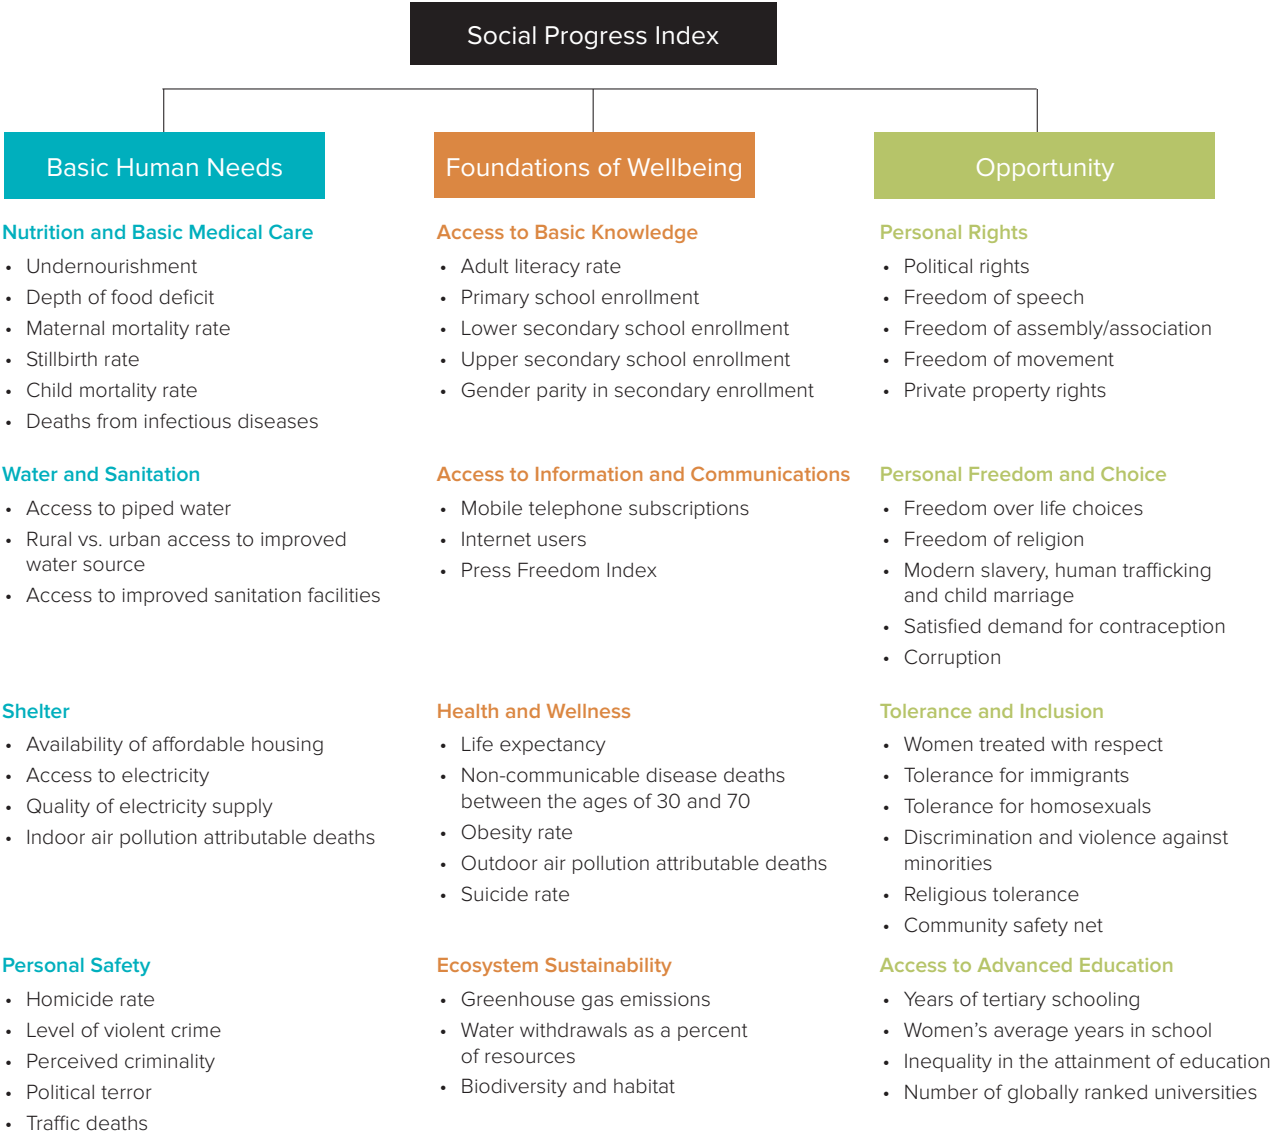 Social Progress Index
Basic Human Needs
Nutrition and Basic Medical Care
• Undernourishment
• Depth of food deficit
• Maternal mortality rate
• Stillbirth rate
• Child mortality rate
• Deaths from infectious diseases
Water and Sanitation
• Access to piped water
• Rural vs. urban access to improved
water source
• Access to improved sanitation facilities
Shelter
• Availability of affordable housing
• Access to electricity
• Quality of electricity supply
• Indoor air pollution attributable deaths
Personal Safety
• Homicide rate
• Level of violent crime
• Perceived criminality
• Political terror
• Traffic deaths
Foundations of Wellbeing
Access to Basic Knowledge
• Adult literacy rate
• Primary school enrollment
• Lower secondary school enrollment
• Upper secondary school enrollment
• Gender parity in secondary enrollment
Access to Information and Communications
• Mobile telephone subscriptions
• Internet users
• Press Freedom Index
Health and Wellness
• Life expectancy
• Non-communicable disease deaths
between the ages of 30 and 70
• Obesity rate
• Outdoor air pollution attributable deaths
• Suicide rate
Ecosystem Sustainability
• Greenhouse gas emissions
• Water withdrawals as a percent
of resources
• Biodiversity and habitat
Opportunity
Personal Rights
• Political rights
• Freedom of speech
• Freedom of assembly/association
• Freedom of movement
• Private property rights
Personal Freedom and Choice
• Freedom over life choices
• Freedom of religion
• Modern slavery, human trafficking
and child marriage
• Satisfied demand for contraception
• Corruption
Tolerance and Inclusion
• Women treated with respect
• Tolerance for immigrants
• Tolerance for homosexuals
• Discrimination and violence against
minorities
• Religious tolerance
• Community safety net
Access to Advanced Education
• Years of tertiary schooling
• Women’s average years in school
• Inequality in the attainment of education
• Number of globally ranked universities